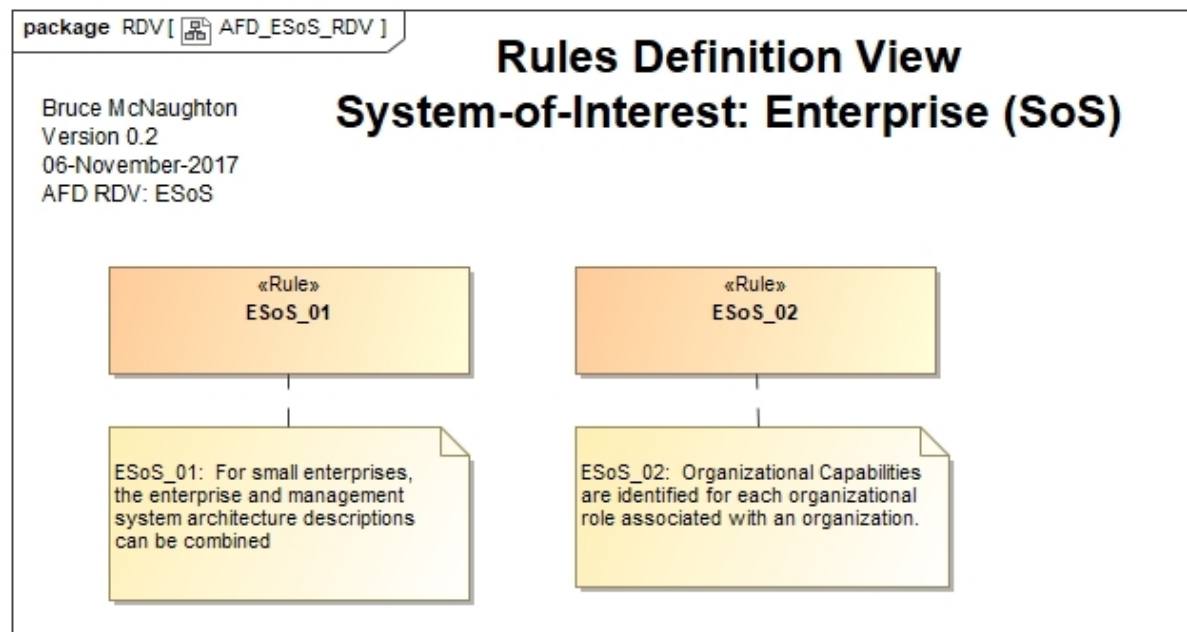 package RDV [ AFD_ESoS_RDV ]
Rules Definition View
System-of-Interest: Enterprise (SoS)
Bruce McNaughton
Version 0.2
06-November-2017
AFD RDV: ESoS
«Rule»
ESoS_01
«Rule»
ESoS_02
ESoS_01:  For small enterprises,
the enterprise and management
system architecture descriptions
can be combined
ESoS_02:  Organizational Capabilities
are identified for each organizational
role associated with an organization.